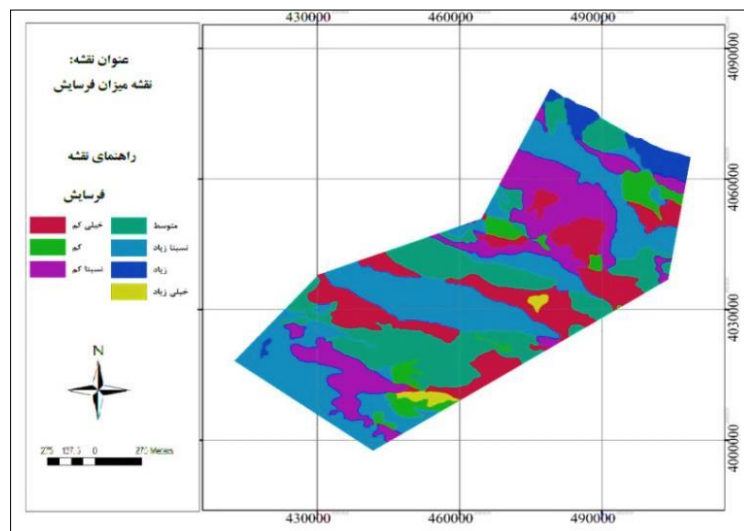 430000 460000 490000
عنوان نقشه:
نقشه میزان فرسایش
راهنمای نقشه
فرسایش
خیلی کم متوسط
کم نسبتا زیاد
نسبتا کم زیاد
خیلی زیاد
N
275 137.5 0 270 Meters
4090000
4060000
4030000
4000000
430000 460000 490000